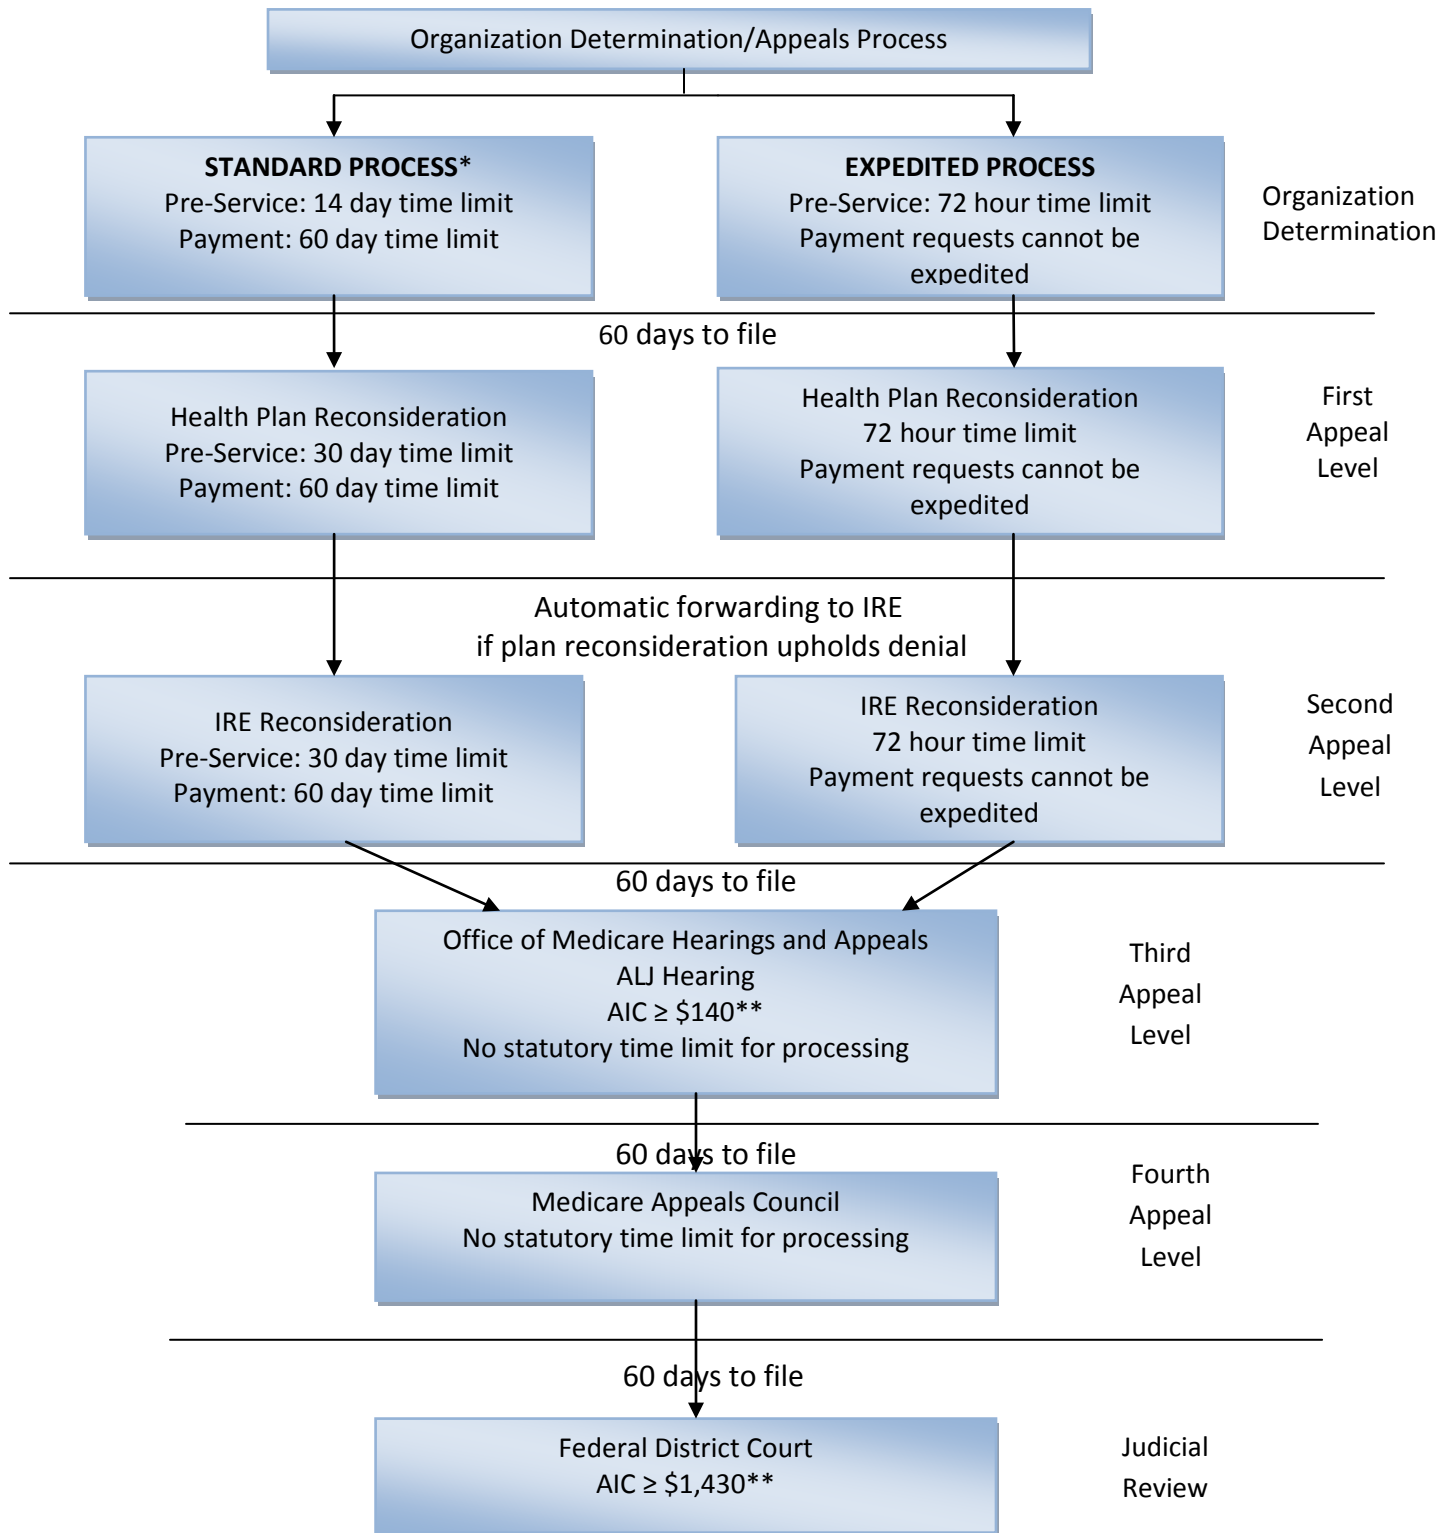 Organization Determination/Appeals Process
STANDARD PROCESS*
Pre-Service: 14 day time limit
Payment: 60 day time limit
EXPEDITED PROCESS
Pre-Service: 72 hour time limit
Payment requests cannot be
expedited
Organization
Determination
60 days to file
Health Plan Reconsideration
Pre-Service: 30 day time limit
Payment: 60 day time limit
Health Plan Reconsideration
72 hour time limit
Payment requests cannot be
expedited
First
Appeal
Level
Automatic forwarding to IRE
if plan reconsideration upholds denial
IRE Reconsideration
Pre-Service: 30 day time limit
Payment: 60 day time limit
IRE Reconsideration
72 hour time limit
Payment requests cannot be
expedited
Second
Appeal
Level
60 days to file
Office of Medicare Hearings and Appeals
ALJ Hearing
AIC ≥ $140**
No statutory time limit for processing
Third
Appeal
Level
60 days to file
Medicare Appeals Council
No statutory time limit for processing
Fourth
Appeal
Level
60 days to file
Federal District Court
AIC ≥ $1,430**
Judicial
Review